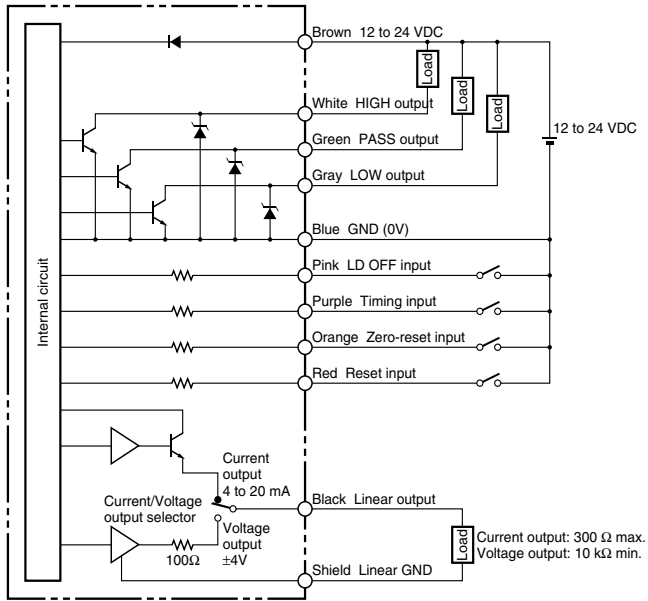 Brown 12 to 24 VDC
Load
White HIGH output
Load
Load
12 to 24 VDC
Green PASS output
Gray LOW output
Blue GND (0V)
Pink LD OFF input
Internal circuit
Purple Timing input
Orange Zero-reset input
Red Reset input
Current
output
4 to 20 mA
Current/Voltage
output selector
Black Linear output
Voltage
output
±4V
100Ω
Load
Current output: 300 Ω max.
Voltage output: 10 kΩ min.
Shield Linear GND